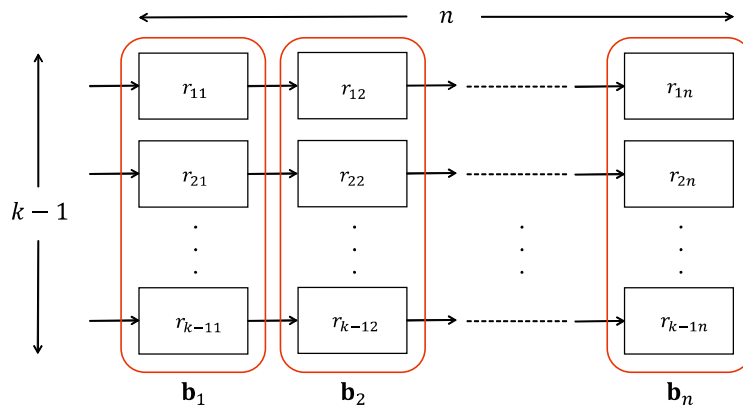 n
r₁₁ r₁₂ r₁ₙ
r₂₁ r₂₂ r₂ₙ
k − 1
rₖ₋₁₁ rₖ₋₁₂ rₖ₋₁ₙ
b₁ b₂ bₙ